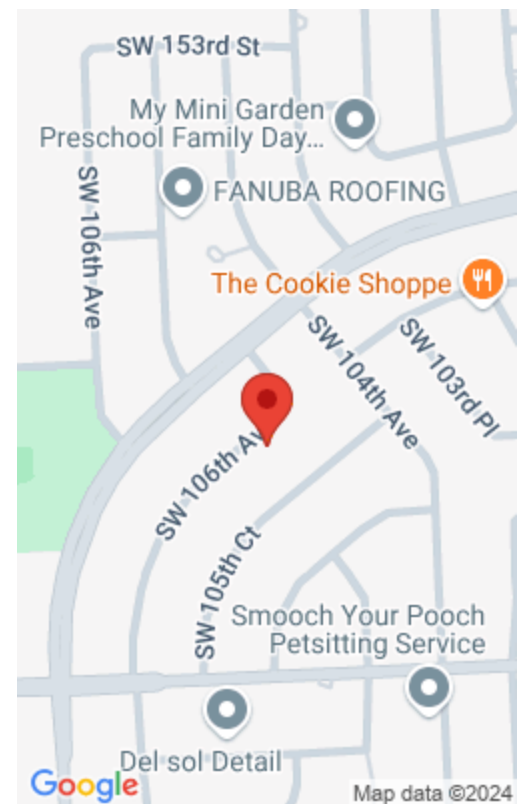 SW 153rd St
My Mini Garden
Preschool Family Day...
FANUBA ROOFING
SW 106th Ave
The Cookie Shoppe
SW 104th Ave
SW 103rd Pl
SW 106th Av
SW 105th Ct
Smooch Your Pooch
Petsitting Service
Del sol Detail
Google
Map data ©2024